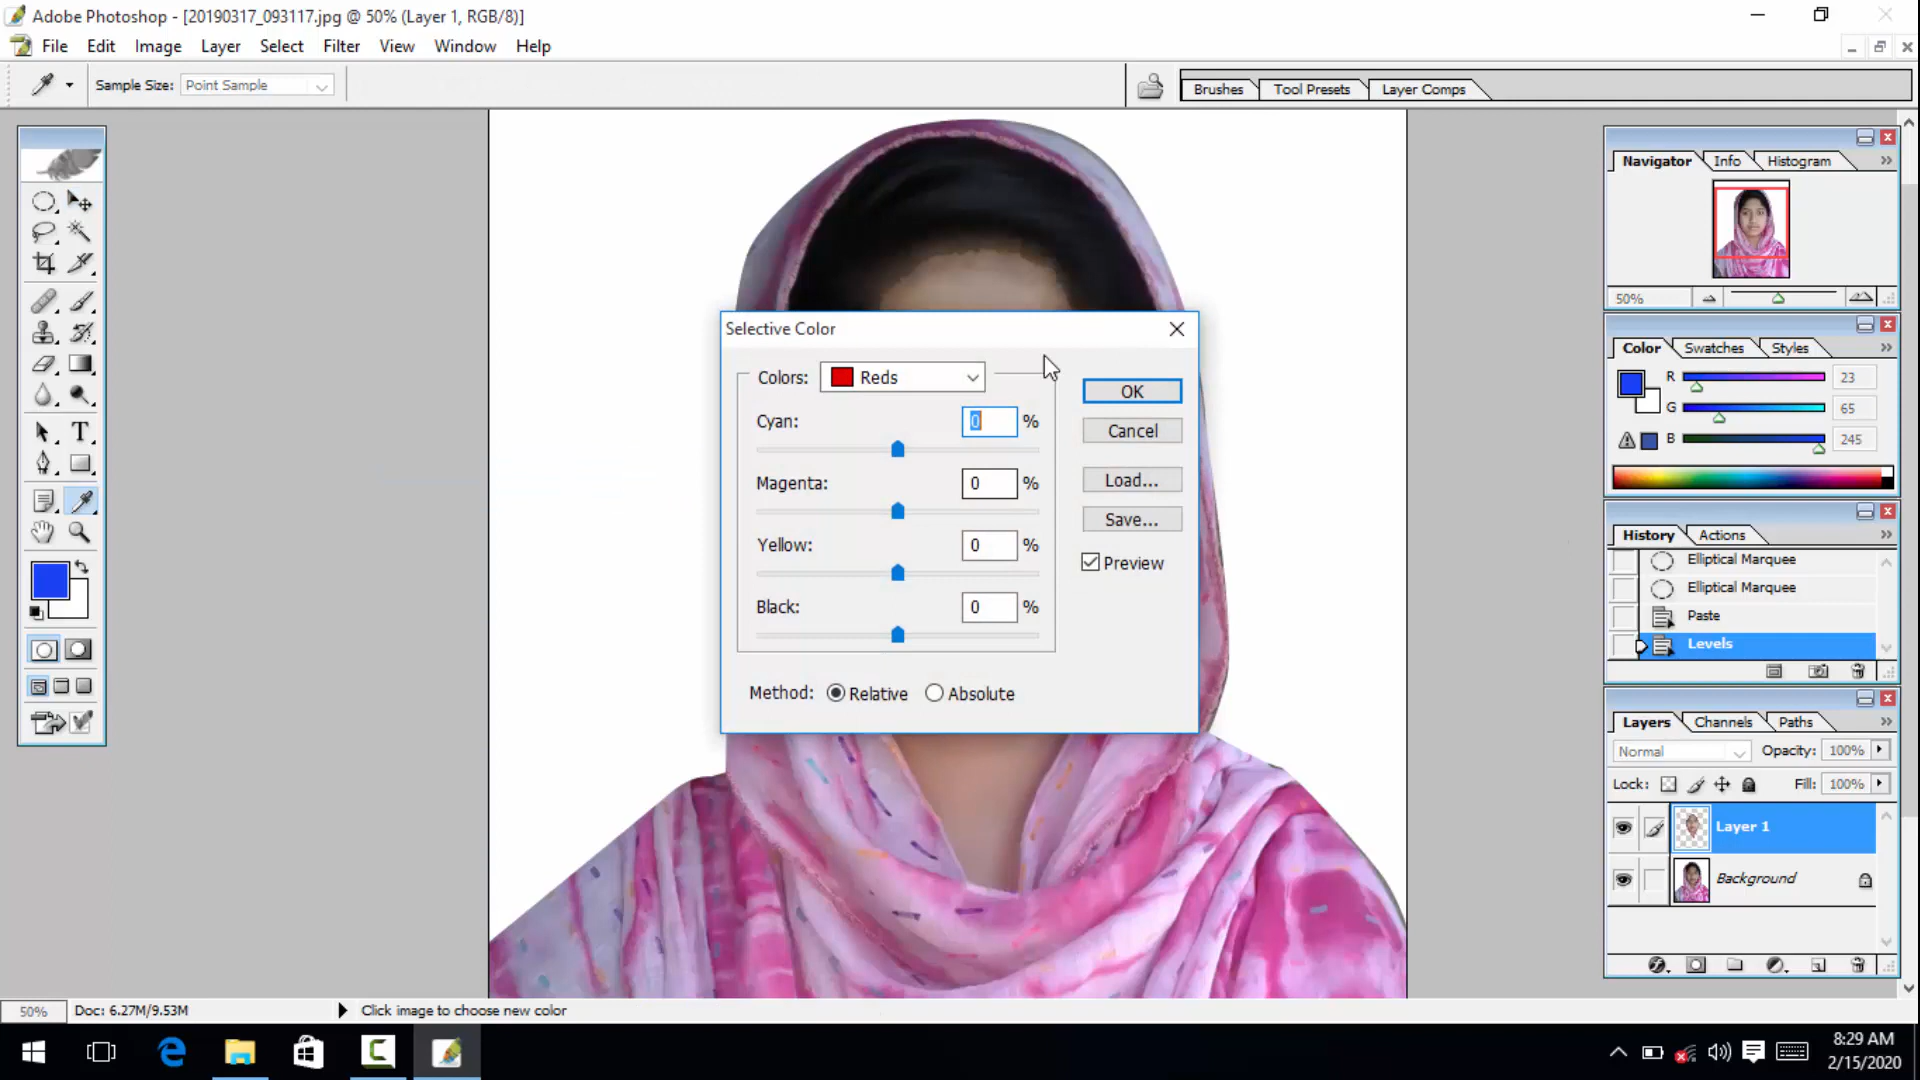 Adobe Photoshop - [20190317_093117.jpg @ 50% (Layer 1, RGB/8)]
File Edit Image Layer Select Filter View Window Help
Sample Size: Point Sample
Brushes Tool Presets Layer Comps
Navigator Info Histogram
50%
Selective Color
Colors: Reds
Cyan: 0 %
Magenta: 0 %
Yellow: 0 %
Black: 0 %
OK
Cancel
Load...
Save...
Preview
Method: Relative Absolute
Color Swatches Styles
R 23
G 65
B 245
History Actions
Elliptical Marquee
Elliptical Marquee
Paste
Levels
Layers Channels Paths
Normal Opacity: 100%
Lock: Fill: 100%
Layer 1
Background
50% Doc: 6.27M/9.53M Click image to choose new color
8:29 AM
2/15/2020